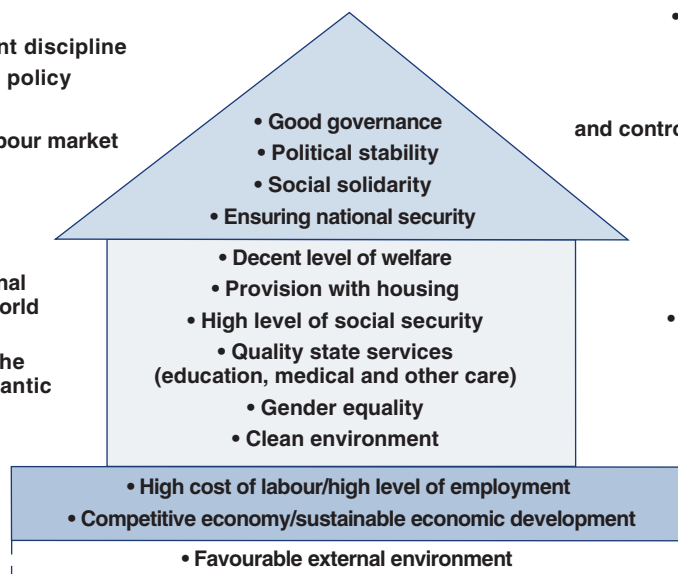 nt discipline
policy
bour market
nal
orld
he
antic
• Good governance
• Political stability
• Social solidarity
• Ensuring national security
• Decent level of welfare
• Provision with housing
• High level of social security
• Quality state services
(education, medical and other care)
• Gender equality
• Clean environment
• High cost of labour/high level of employment
• Competitive economy/sustainable economic development
• Favourable external environment
•
and contro
•